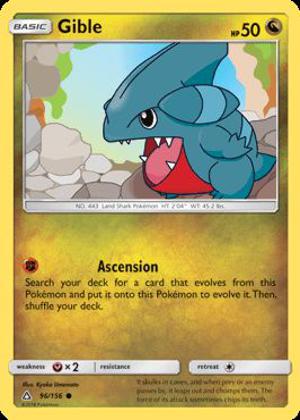 BASIC Gible HP 50
NO. 443 Land Shark Pokémon HT: 2'04" WT: 45.2 lbs.
Ascension
Search your deck for a card that evolves from this
Pokémon and put it onto this Pokémon to evolve it. Then,
shuffle your deck.
weakness ×2 resistance retreat
Illus. Kyoko Umemoto
96/156
©2018 Pokémon
It skulks in caves, and when prey or an enemy
passes by, it leaps out and chomps them. The
force of its attack sometimes chips its teeth.